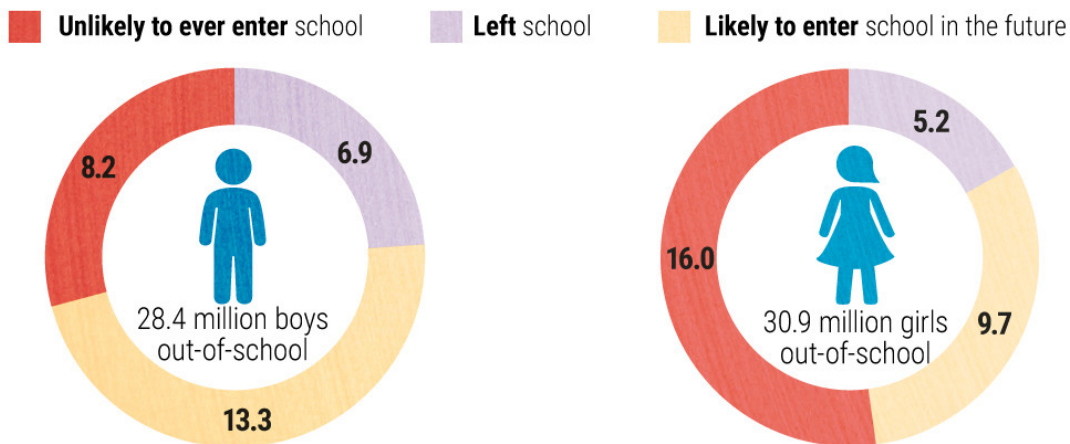 Unlikely to ever enter school
Left school
Likely to enter school in the future
8.2
6.9
28.4 million boys
out-of-school
13.3
5.2
16.0
30.9 million girls
out-of-school
9.7